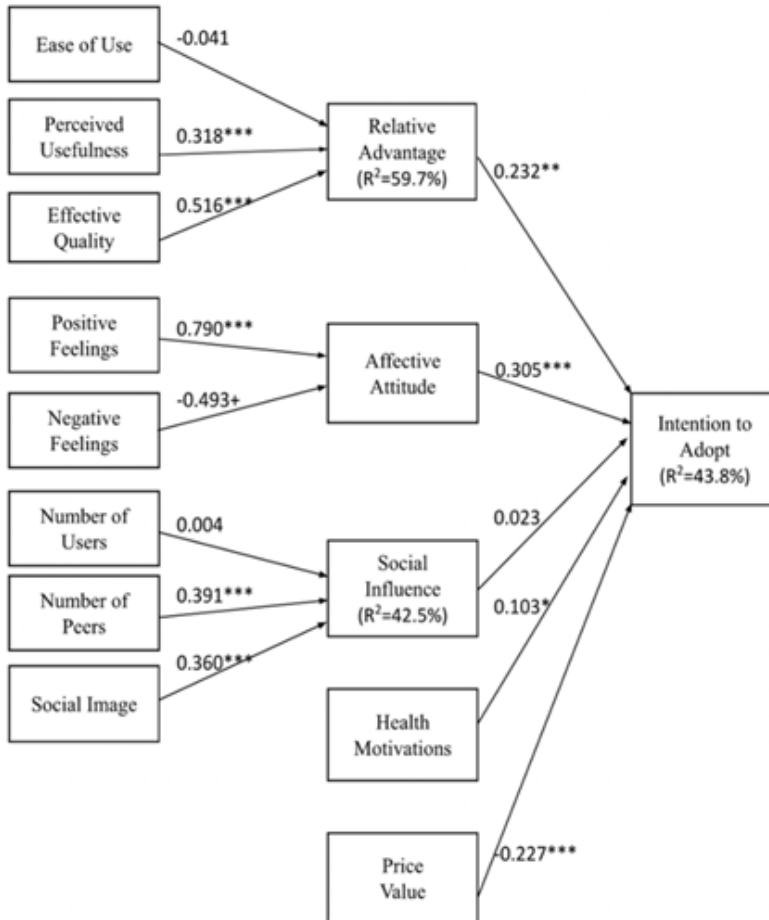 Ease of Use
-0.041
Perceived
Usefulness
0.318***
Effective
Quality
0.516***
Relative
Advantage
(R²=59.7%)
0.232**
Positive
Feelings
0.790***
Negative
Feelings
-0.493+
Affective
Attitude
0.305***
Intention to
Adopt
(R²=43.8%)
Number of
Users
0.004
Number of
Peers
0.391***
Social Image
0.360***
Social
Influence
(R²=42.5%)
0.023
Health
Motivations
0.103*
Price
Value
-0.227***